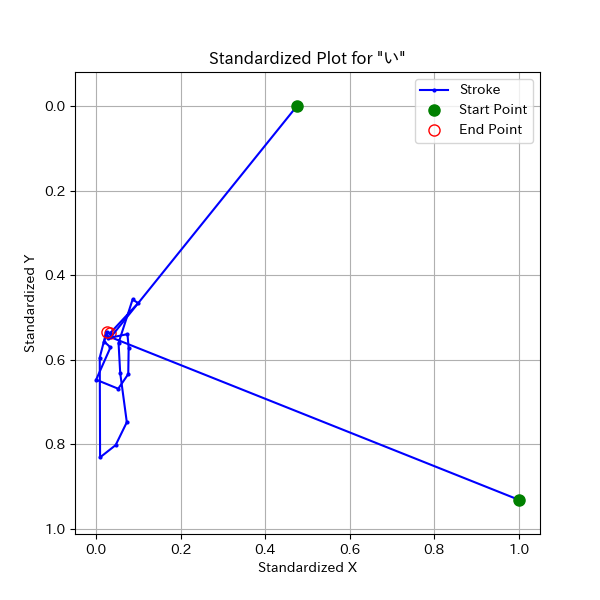 Standardized Plot for "い"
Stroke
Start Point
End Point
0.0
0.2
0.4
0.6
0.8
1.0
Standardized Y
0.0 0.2 0.4 0.6 0.8 1.0
Standardized X